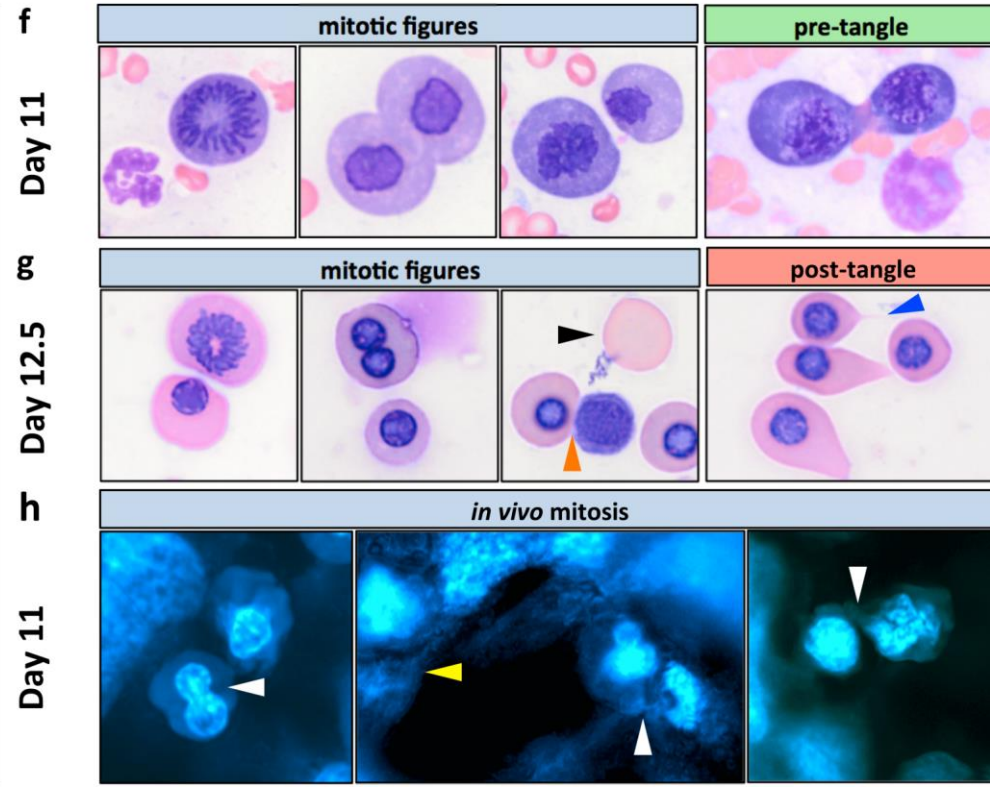 f
mitotic figures
pre-tangle
Day 11
g
mitotic figures
post-tangle
Day 12.5
h
in vivo mitosis
Day 11